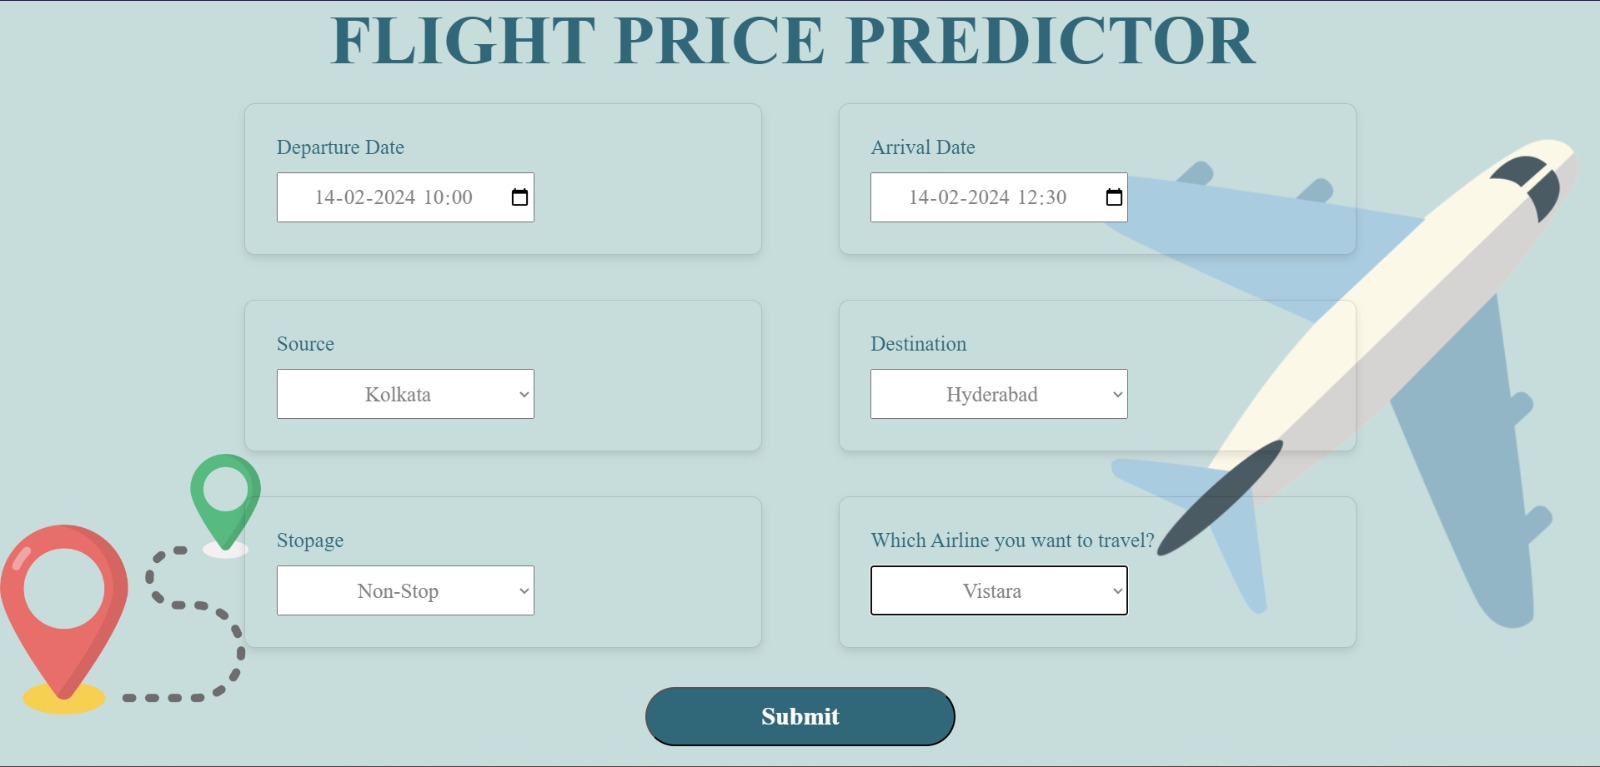 FLIGHT PRICE PREDICTOR
Departure Date
14-02-2024 10:00
Arrival Date
14-02-2024 12:30
Source
Kolkata
Destination
Hyderabad
Stopage
Non-Stop
Which Airline you want to travel?
Vistara
Submit